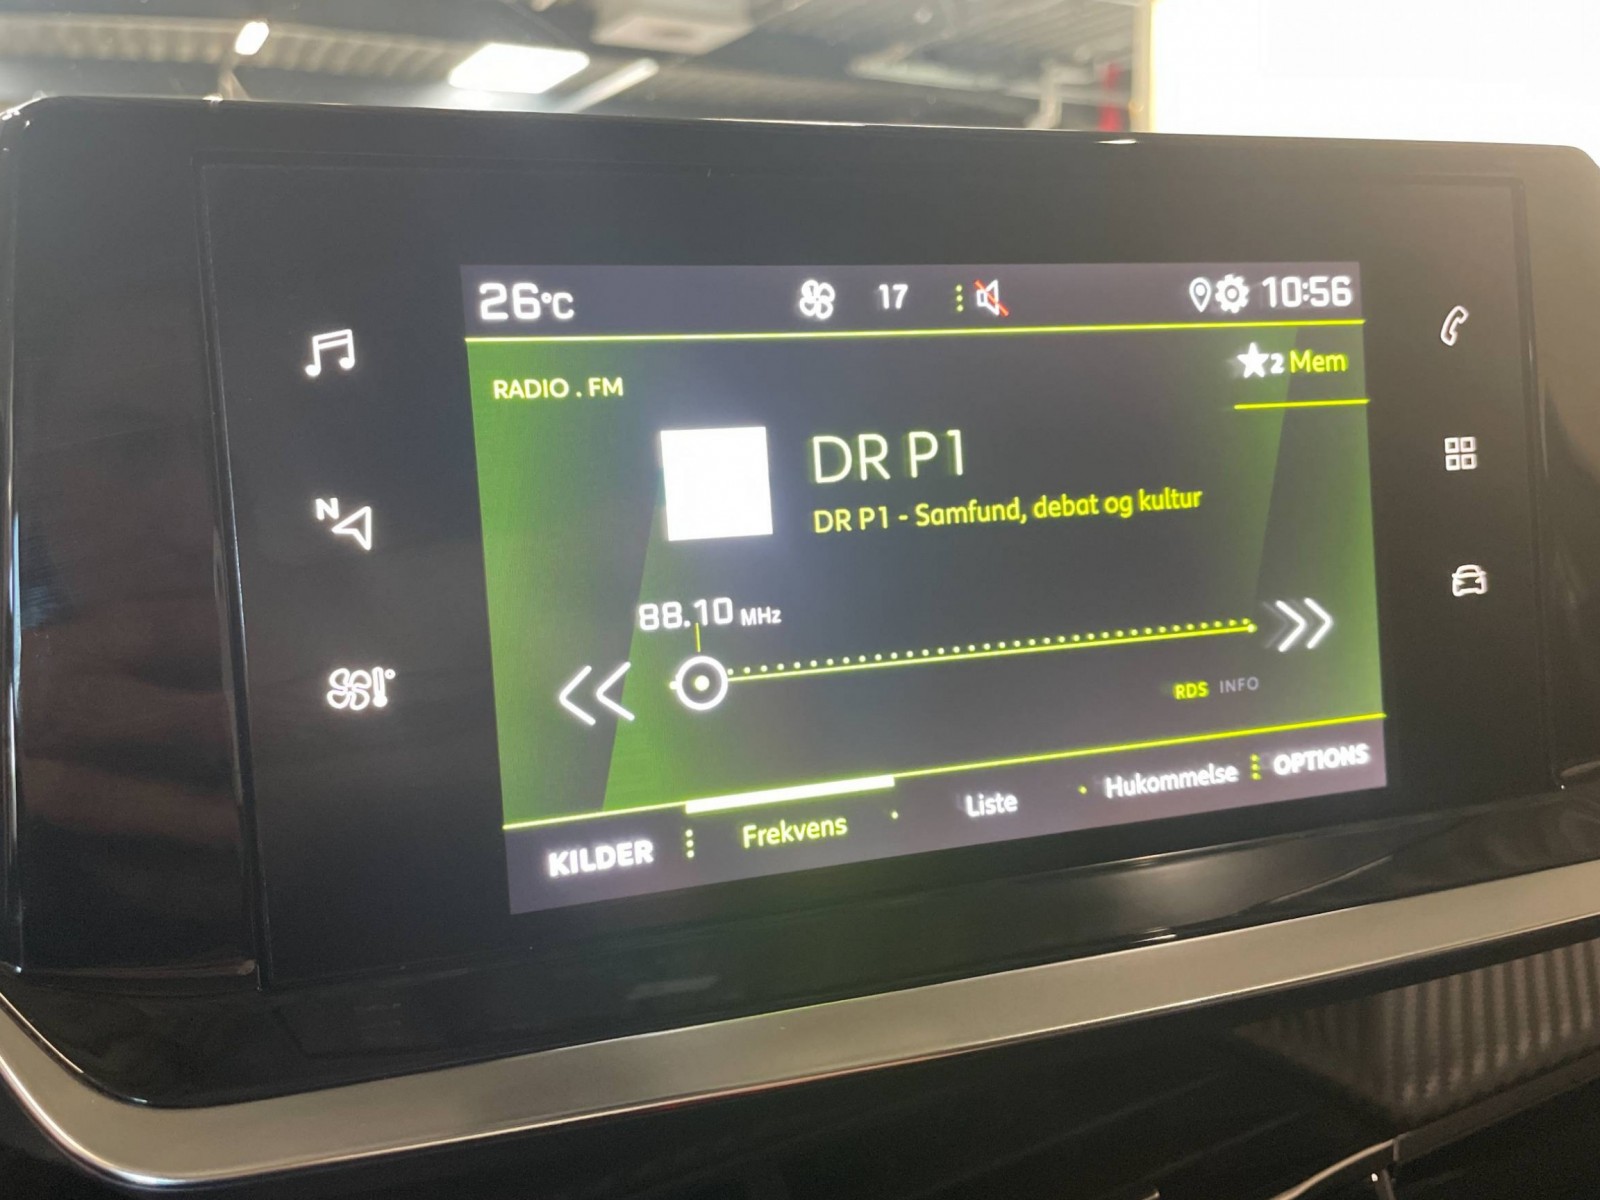 26°C 17 10:56
2 Mem
RADIO . FM
DR P1
DR P1 - Samfund, debat og kultur
N
88.10 MHz
RDS INFO
KILDER Frekvens Liste Hukommelse OPTIONS